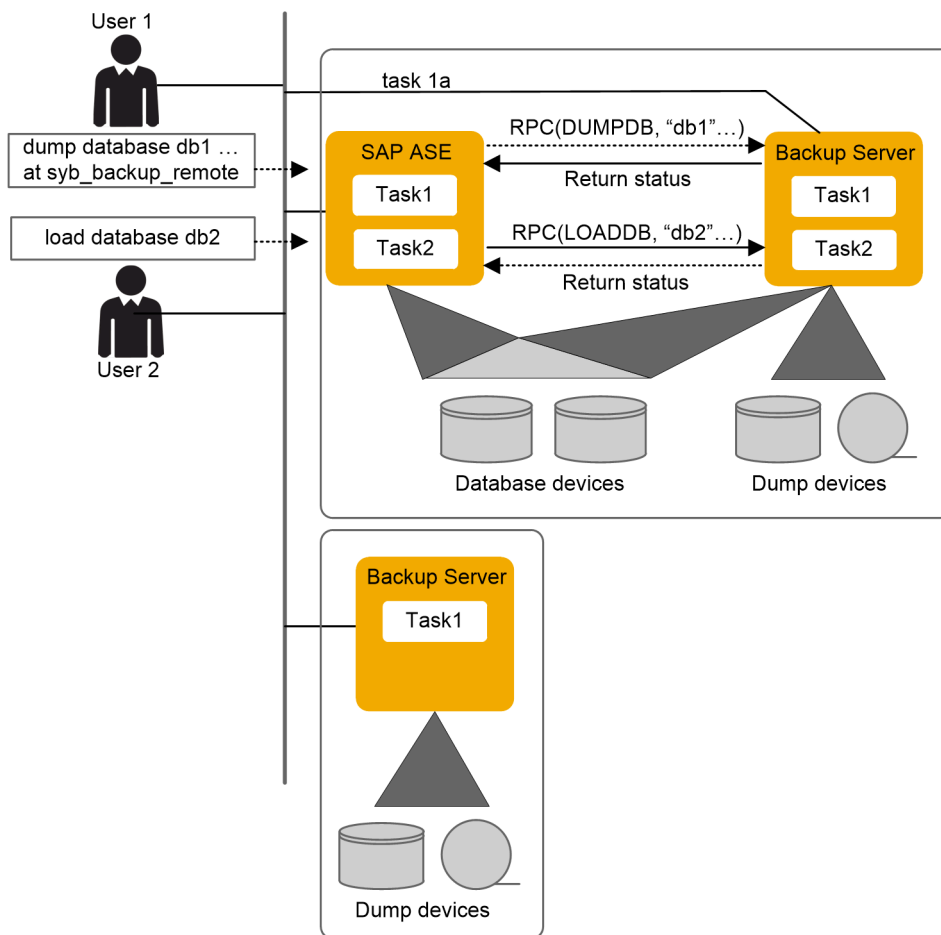 User 1
task 1a
dump database db1 …
at syb_backup_remote
SAP ASE
RPC(DUMPDB, “db1”…)
Backup Server
Return status
Task1
Task1
load database db2
RPC(LOADDB, “db2”…)
Task2
Task2
Return status
User 2
Database devices
Dump devices
Backup Server
Task1
Dump devices